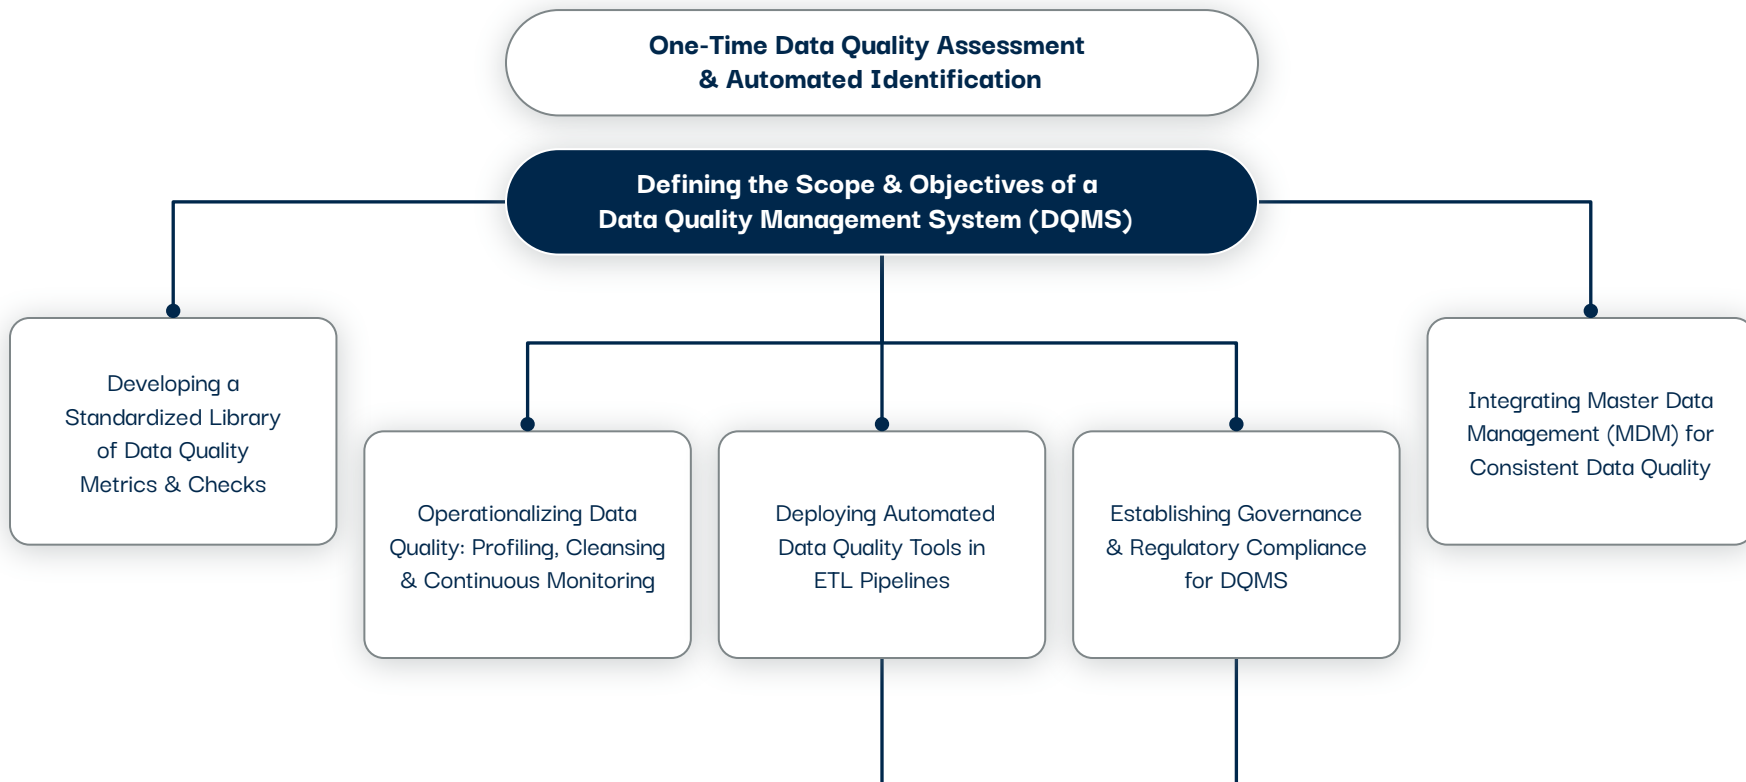 One-Time Data Quality Assessment
& Automated Identification
Defining the Scope & Objectives of a
Data Quality Management System (DQMS)
Developing a
Standardized Library
of Data Quality
Metrics & Checks
Operationalizing Data
Quality: Profiling, Cleansing
& Continuous Monitoring
Deploying Automated
Data Quality Tools in
ETL Pipelines
Establishing Governance
& Regulatory Compliance
for DQMS
Integrating Master Data
Management (MDM) for
Consistent Data Quality